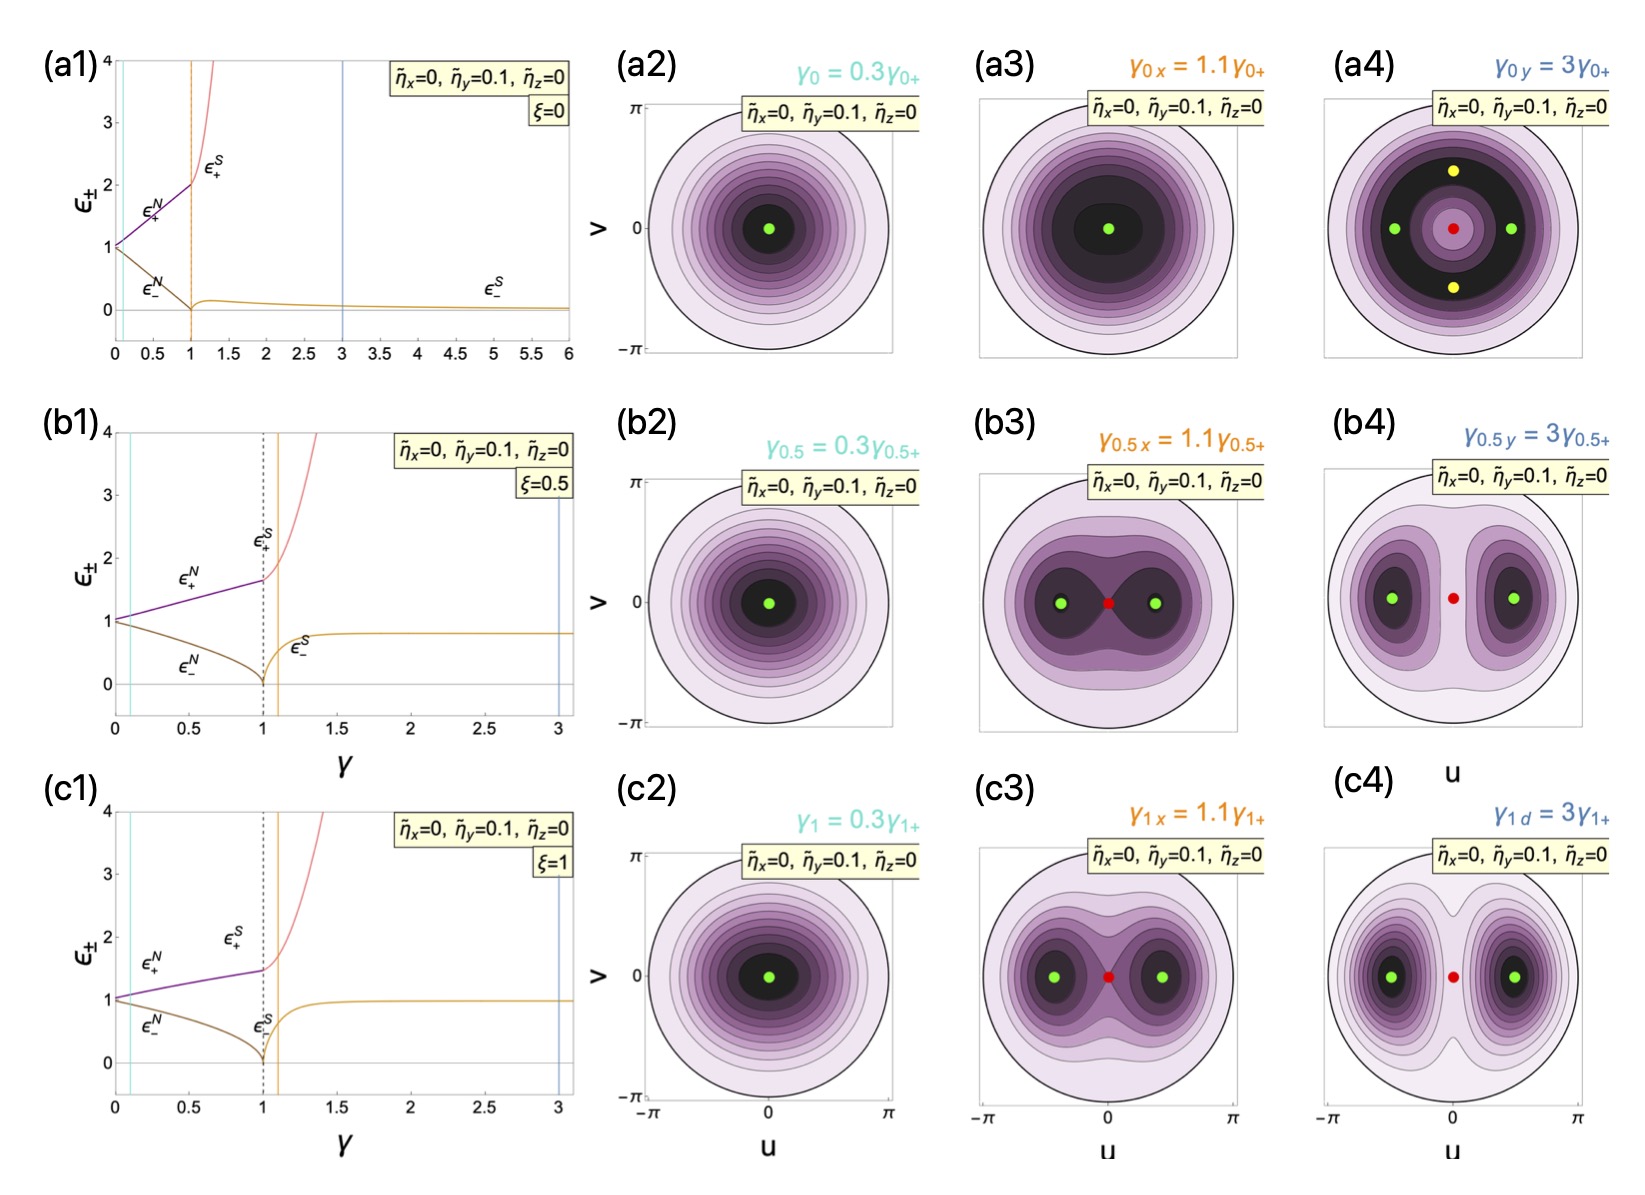 (a1)
4
3
2
1
0
ϵ±
ϵ₊ᴺ
ϵ₊ˢ
ϵ₋ᴺ
ϵ₋ˢ
η̃x=0, η̃y=0.1, η̃z=0
ξ=0
0 0.5 1 1.5 2 2.5 3 3.5 4 4.5 5 5.5 6
(a2)
γ0 = 0.3γ0+
η̃x=0, η̃y=0.1, η̃z=0
π
v 0
−π
(a3)
γ0 x = 1.1γ0+
η̃x=0, η̃y=0.1, η̃z=0
(a4)
γ0 y = 3γ0+
η̃x=0, η̃y=0.1, η̃z=0
(b1)
4
3
2
1
0
ϵ±
ϵ₊ᴺ
ϵ₊ˢ
ϵ₋ᴺ
ϵ₋ˢ
η̃x=0, η̃y=0.1, η̃z=0
ξ=0.5
0 0.5 1 1.5 2 2.5 3
γ
(b2)
γ0.5 = 0.3γ0.5+
η̃x=0, η̃y=0.1, η̃z=0
π
v 0
−π
(b3)
γ0.5 x = 1.1γ0.5+
η̃x=0, η̃y=0.1, η̃z=0
(b4)
γ0.5 y = 3γ0.5+
η̃x=0, η̃y=0.1, η̃z=0
u
(c1)
4
3
2
1
0
ϵ±
ϵ₊ᴺ
ϵ₊ˢ
ϵ₋ᴺ
ϵ₋ˢ
η̃x=0, η̃y=0.1, η̃z=0
ξ=1
0 0.5 1 1.5 2 2.5 3
γ
(c2)
γ1 = 0.3γ1+
η̃x=0, η̃y=0.1, η̃z=0
π
v 0
−π
−π 0 π
u
(c3)
γ1 x = 1.1γ1+
η̃x=0, η̃y=0.1, η̃z=0
−π 0 π
u
(c4)
γ1 d = 3γ1+
η̃x=0, η̃y=0.1, η̃z=0
−π 0 π
u